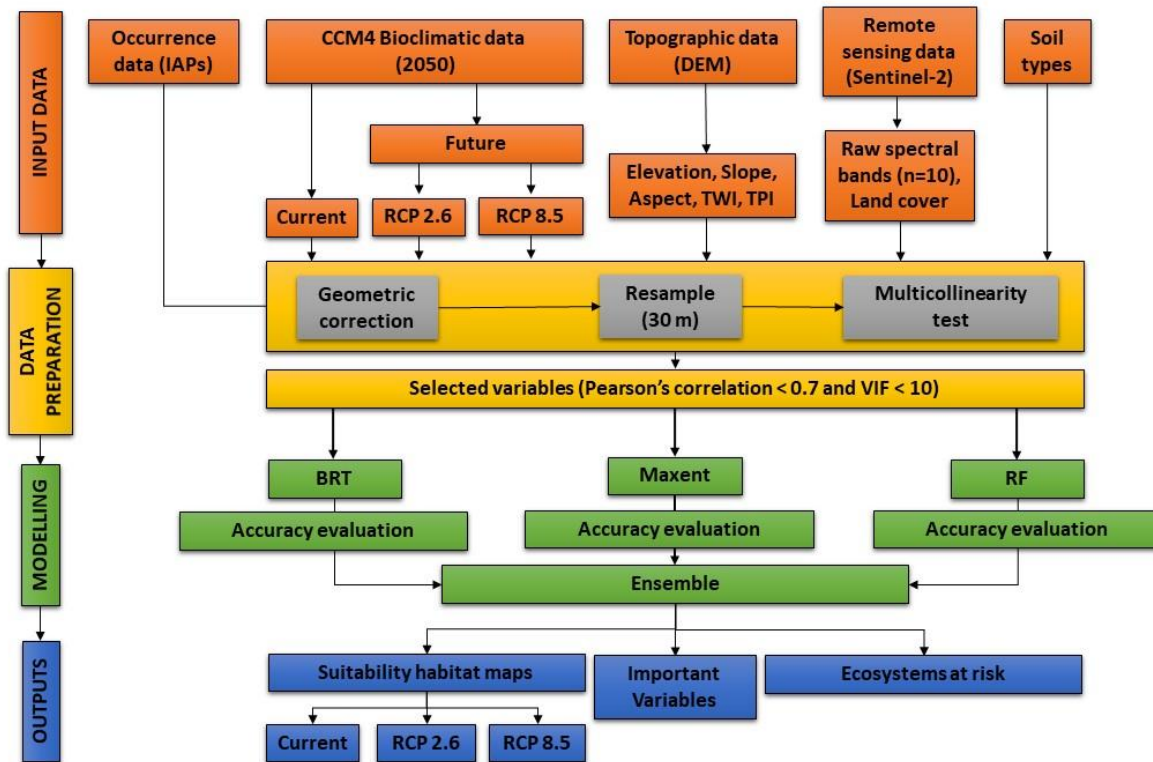 INPUT DATA
Occurrence
data (IAPs)
CCM4 Bioclimatic data
(2050)
Topographic data
(DEM)
Remote
sensing data
(Sentinel-2)
Soil
types
Future
Current
RCP 2.6
RCP 8.5
Elevation, Slope,
Aspect, TWI, TPI
Raw spectral
bands (n=10),
Land cover
DATA
PREPARATION
Geometric
correction
Resample
(30 m)
Multicollinearity
test
Selected variables (Pearson's correlation < 0.7 and VIF < 10)
MODELLING
BRT
Maxent
RF
Accuracy evaluation
Accuracy evaluation
Accuracy evaluation
Ensemble
OUTPUTS
Suitability habitat maps
Important
Variables
Ecosystems at risk
Current
RCP 2.6
RCP 8.5